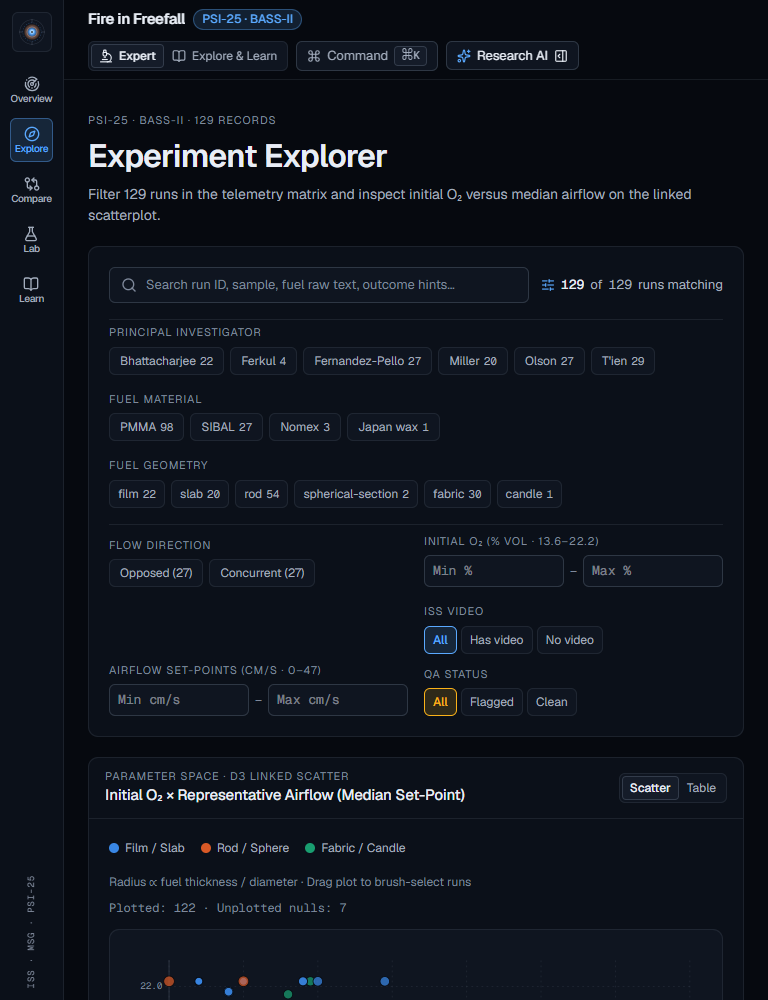 Fire in Freefall PSI-25 · BASS-II
Expert Explore & Learn Command ⌘K Research AI
Overview
Explore
Compare
Lab
Learn
ISS · MSG · PSI-25
PSI-25 · BASS-II · 129 RECORDS
Experiment Explorer
Filter 129 runs in the telemetry matrix and inspect initial O₂ versus median airflow on the linked
scatterplot.
Search run ID, sample, fuel raw text, outcome hints…
129 of 129 runs matching
PRINCIPAL INVESTIGATOR
Bhattacharjee 22 Ferkul 4 Fernandez-Pello 27 Miller 20 Olson 27 T'ien 29
FUEL MATERIAL
PMMA 98 SIBAL 27 Nomex 3 Japan wax 1
FUEL GEOMETRY
film 22 slab 20 rod 54 spherical-section 2 fabric 30 candle 1
FLOW DIRECTION
Opposed (27) Concurrent (27)
INITIAL O₂ (% VOL · 13.6–22.2)
Min % – Max %
ISS VIDEO
All Has video No video
AIRFLOW SET-POINTS (CM/S · 0–47)
Min cm/s – Max cm/s
QA STATUS
All Flagged Clean
PARAMETER SPACE · D3 LINKED SCATTER
Initial O₂ × Representative Airflow (Median Set-Point)
Scatter Table
Film / Slab Rod / Sphere Fabric / Candle
Radius ∝ fuel thickness / diameter · Drag plot to brush-select runs
Plotted: 122 · Unplotted nulls: 7
22.0